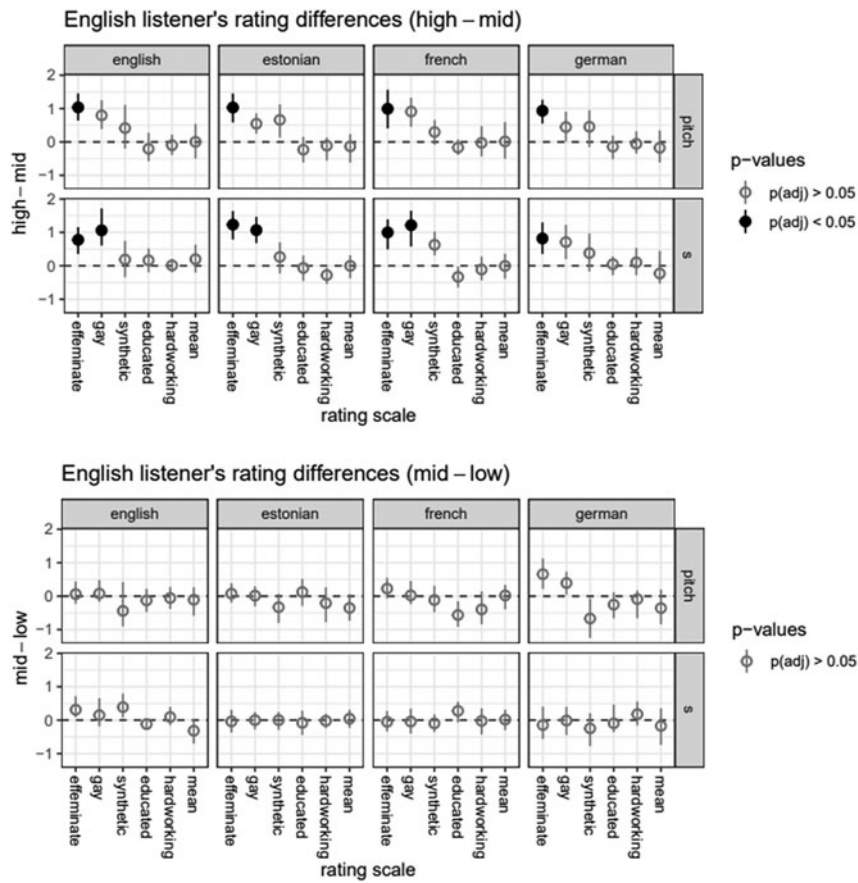 English listener's rating differences (high – mid)
english estonian french german
2
1
0
−1
pitch
2
1
0
−1
s
high – mid
effeminate gay synthetic educated hardworking mean effeminate gay synthetic educated hardworking mean effeminate gay synthetic educated hardworking mean effeminate gay synthetic educated hardworking mean
rating scale
p-values
p(adj) > 0.05
p(adj) < 0.05
English listener's rating differences (mid – low)
english estonian french german
2
1
0
−1
pitch
2
1
0
−1
s
mid – low
effeminate gay synthetic educated hardworking mean effeminate gay synthetic educated hardworking mean effeminate gay synthetic educated hardworking mean effeminate gay synthetic educated hardworking mean
rating scale
p-values
p(adj) > 0.05